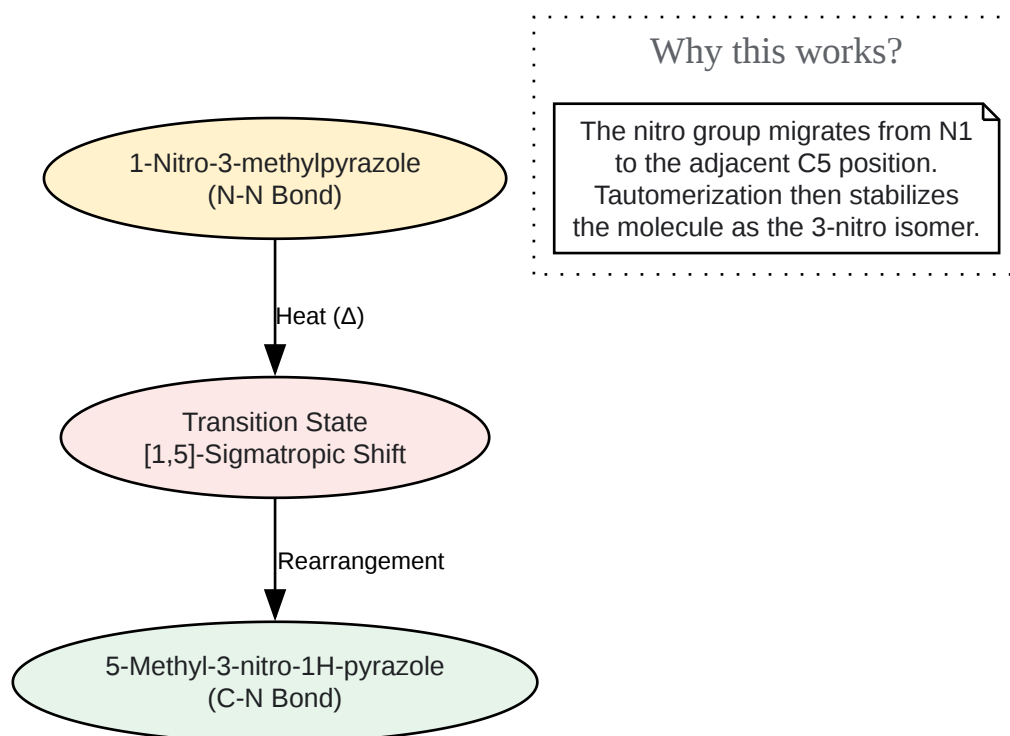 Why this works?
The nitro group migrates from N1
to the adjacent C5 position.
Tautomerization then stabilizes
the molecule as the 3-nitro isomer.
1-Nitro-3-methylpyrazole
(N-N Bond)
Heat (Δ)
Transition State
[1,5]-Sigmatropic Shift
Rearrangement
5-Methyl-3-nitro-1H-pyrazole
(C-N Bond)